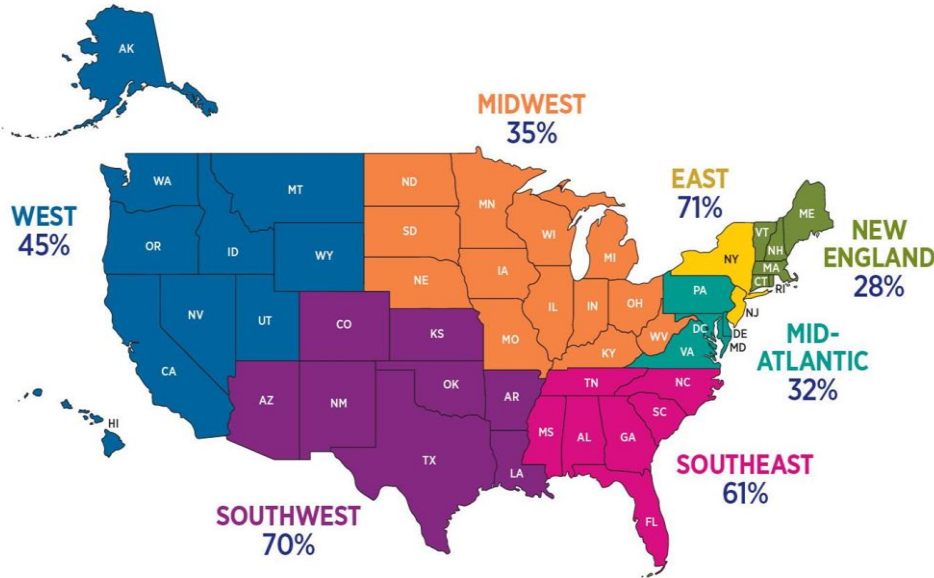 AK
MIDWEST
35%
EAST
71%
WEST
45%
NEW
ENGLAND
28%
MID-
ATLANTIC
32%
SOUTHEAST
61%
SOUTHWEST
70%
WA
MT
ND
MN
ME
VT
NH
OR
ID
SD
WI
MI
NY
MA
CT
RI
WY
NE
IA
PA
NJ
NV
UT
CO
KS
IL
IN
OH
DE
DC
MD
MO
WV
VA
KY
CA
AZ
NM
OK
AR
TN
NC
SC
HI
MS
AL
GA
TX
LA
FL